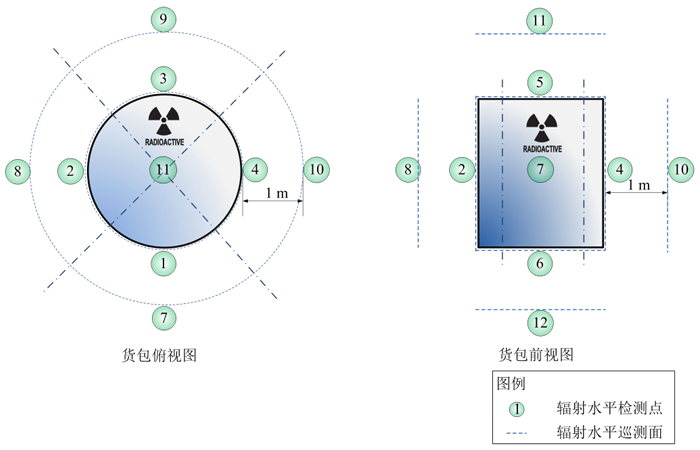 9
11
3
5
RADIOACTIVE
RADIOACTIVE
8
2
11
4
10
8
2
7
4
10
1 m
1 m
1
6
7
12
货包俯视图
货包前视图
图例
1
辐射水平检测点
辐射水平巡测面